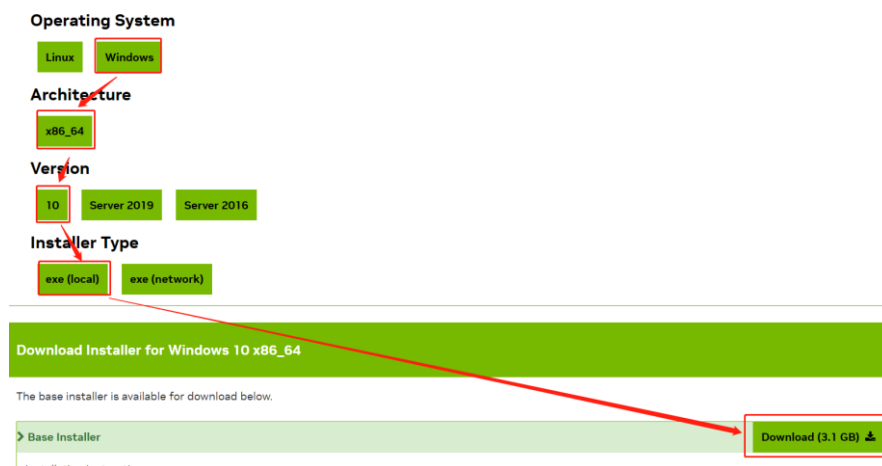 Operating System
Linux Windows
Architecture
x86_64
Version
10 Server 2019 Server 2016
Installer Type
exe (local) exe (network)
Download Installer for Windows 10 x86_64
The base installer is available for download below.
Base Installer Download (3.1 GB)